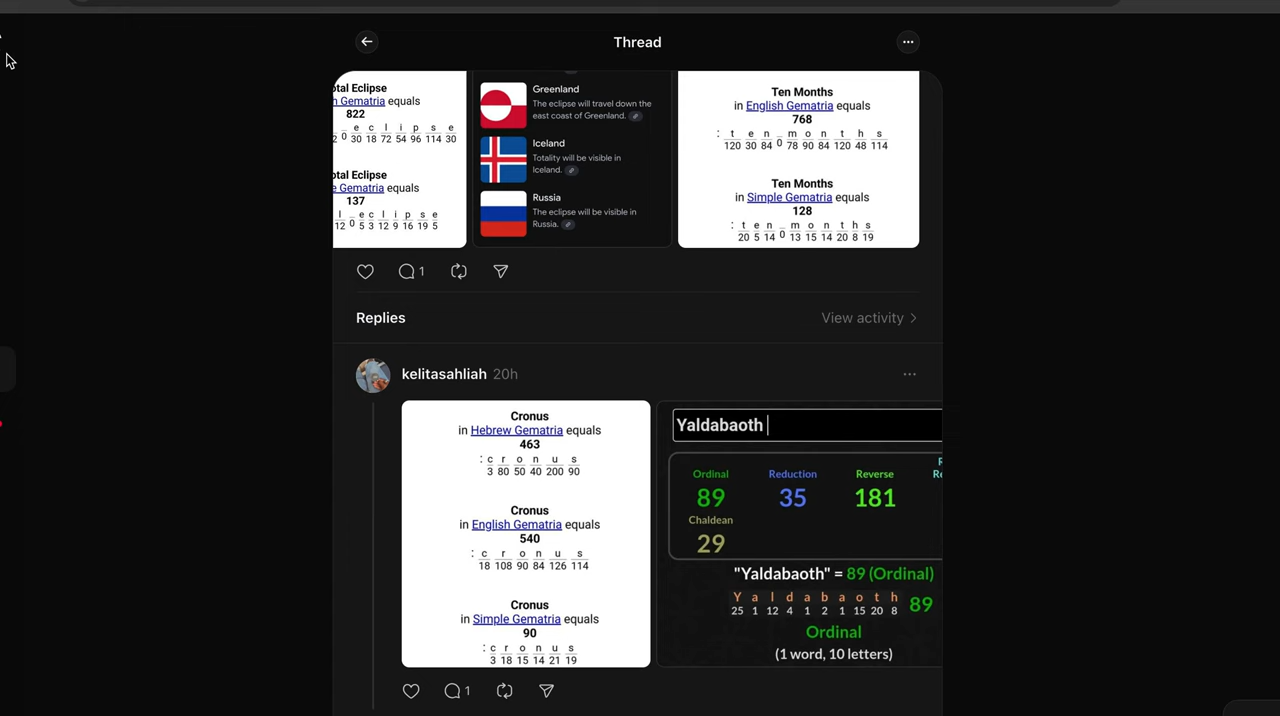 Thread
otal Eclipse
n Gematria equals
822
e c l i p s e
2 0 30 18 72 54 96 114 30
otal Eclipse
e Gematria equals
137
l _ e c l i p s e
12 0 5 3 12 9 16 19 5
Greenland
The eclipse will travel down the
east coast of Greenland.
Iceland
Totality will be visible in
Iceland.
Russia
The eclipse will be visible in
Russia.
Ten Months
in English Gematria equals
768
: t e n _ m o n t h s
120 30 84 0 78 90 84 120 48 114
Ten Months
in Simple Gematria equals
128
: t e n _ m o n t h s
20 5 14 0 13 15 14 20 8 19
1
Replies
View activity >
kelitasahliah 20h
Cronus
in Hebrew Gematria equals
463
: c r o n u s
3 80 50 40 200 90
Cronus
in English Gematria equals
540
: c r o n u s
18 108 90 84 126 114
Cronus
in Simple Gematria equals
90
: c r o n u s
3 18 15 14 21 19
Yaldabaoth
Ordinal Reduction Reverse
89 35 181
Chaldean
29
"Yaldabaoth" = 89 (Ordinal)
Y a l d a b a o t h
25 1 12 4 1 2 1 15 20 8 89
Ordinal
(1 word, 10 letters)
1